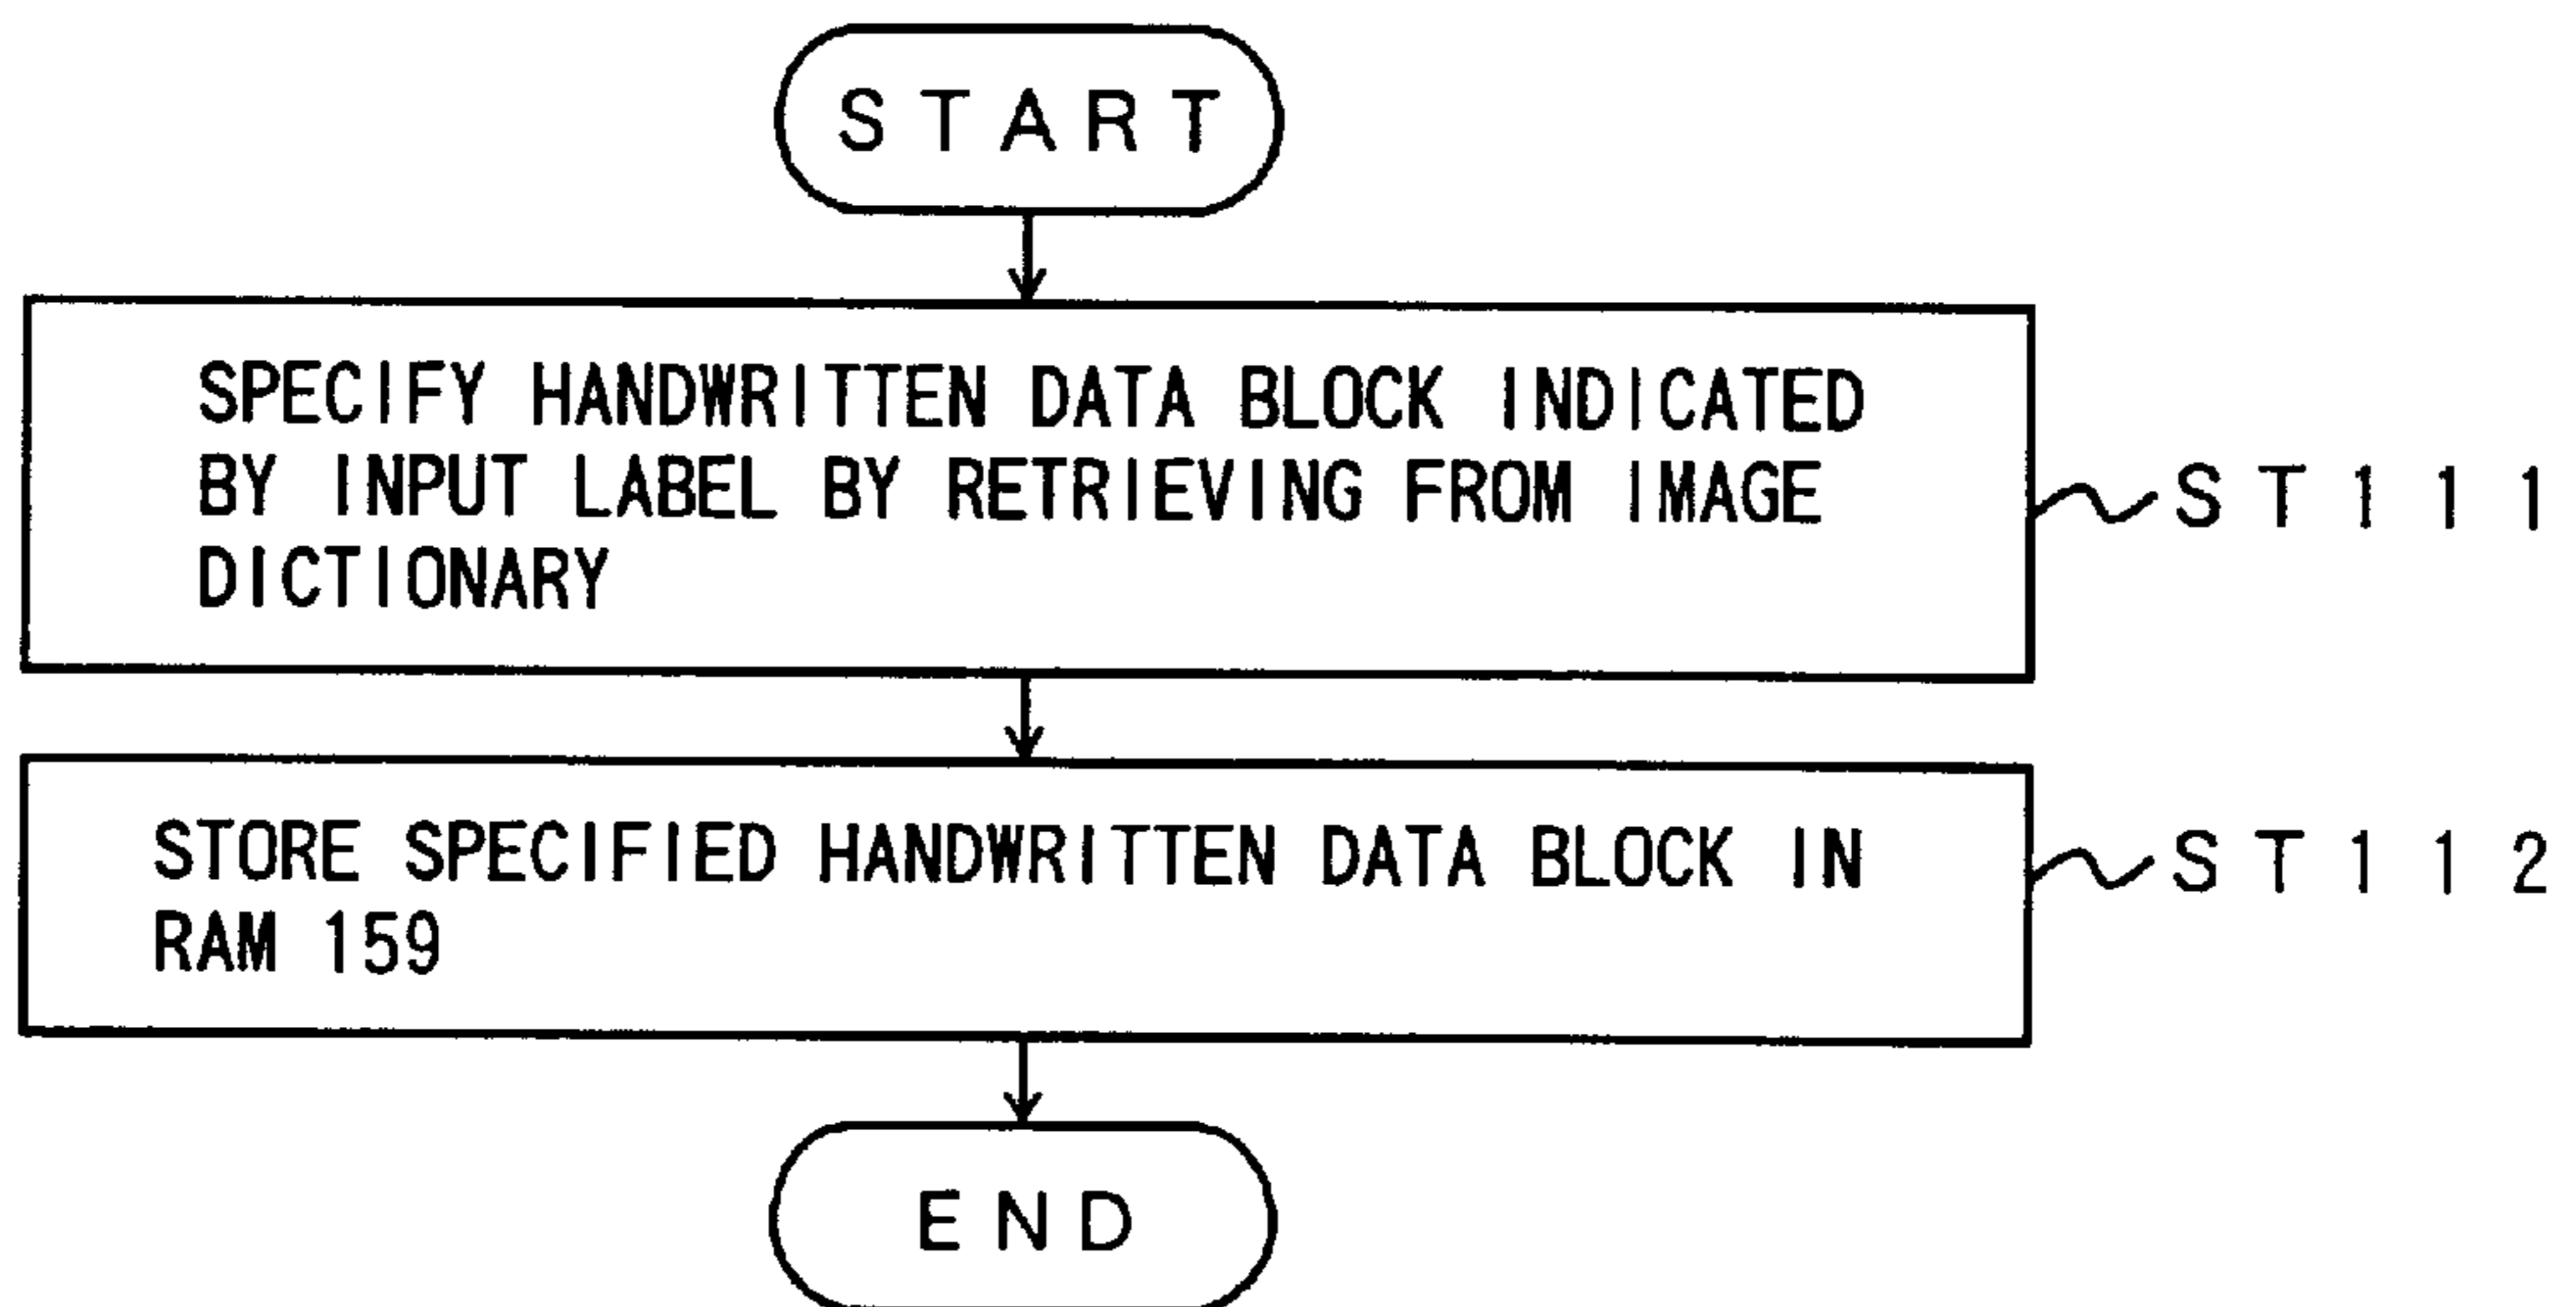 START
SPECIFY HANDWRITTEN DATA BLOCK INDICATED
BY INPUT LABEL BY RETRIEVING FROM IMAGE
DICTIONARY
ST111
STORE SPECIFIED HANDWRITTEN DATA BLOCK IN
RAM 159
ST112
END